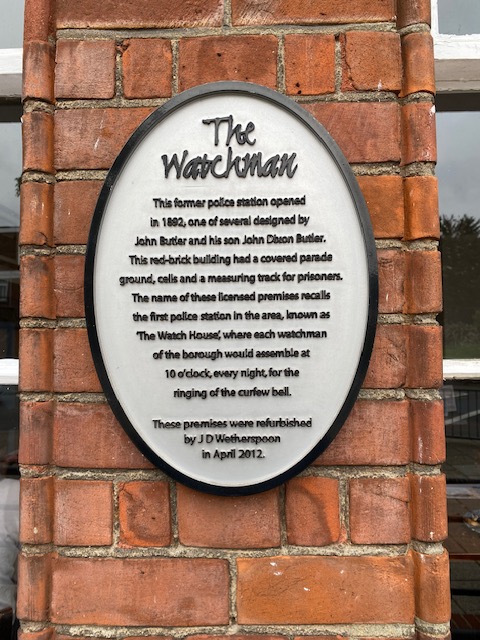 The
Watchman
This former police station opened
in 1892, one of several designed by
John Butler and his son John Dixon Butler.
This red-brick building had a covered parade
ground, cells and a measuring track for prisoners.
The name of these licensed premises recalls
the first police station in the area, known as
'The Watch House', where each watchman
of the borough would assemble at
10 o'clock, every night, for the
ringing of the curfew bell.
These premises were refurbished
by J D Wetherspoon
in April 2012.